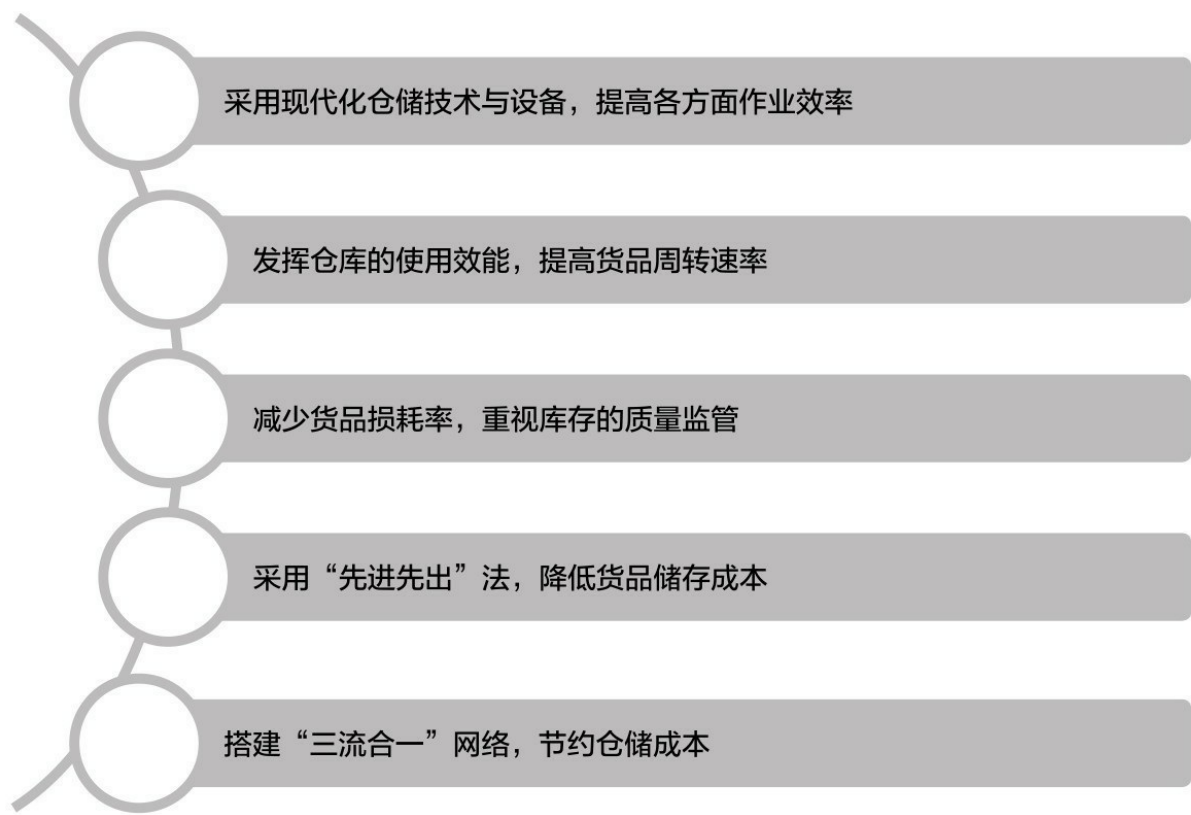 采用现代化仓储技术与设备，提高各方面作业效率
发挥仓库的使用效能，提高货品周转速率
减少货品损耗率，重视库存的质量监管
采用“先进先出”法，降低货品储存成本
搭建“三流合一”网络，节约仓储成本